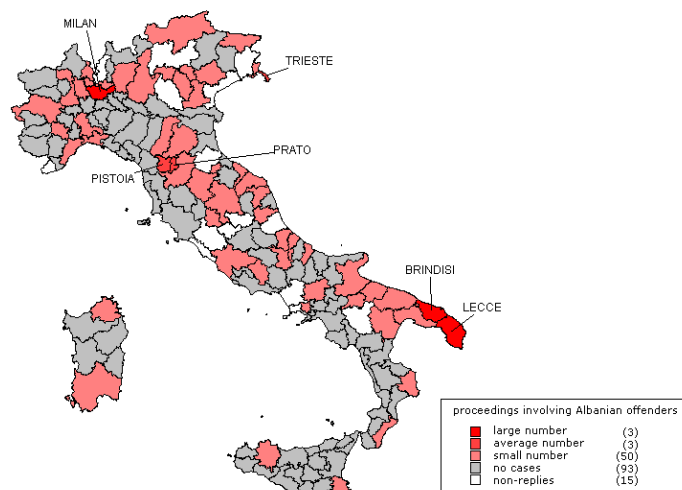 MILAN
TRIESTE
PRATO
PISTOIA
BRINDISI
LECCE
proceedings involving Albanian offenders
large number (3)
average number (3)
small number (50)
no cases (93)
non-replies (15)